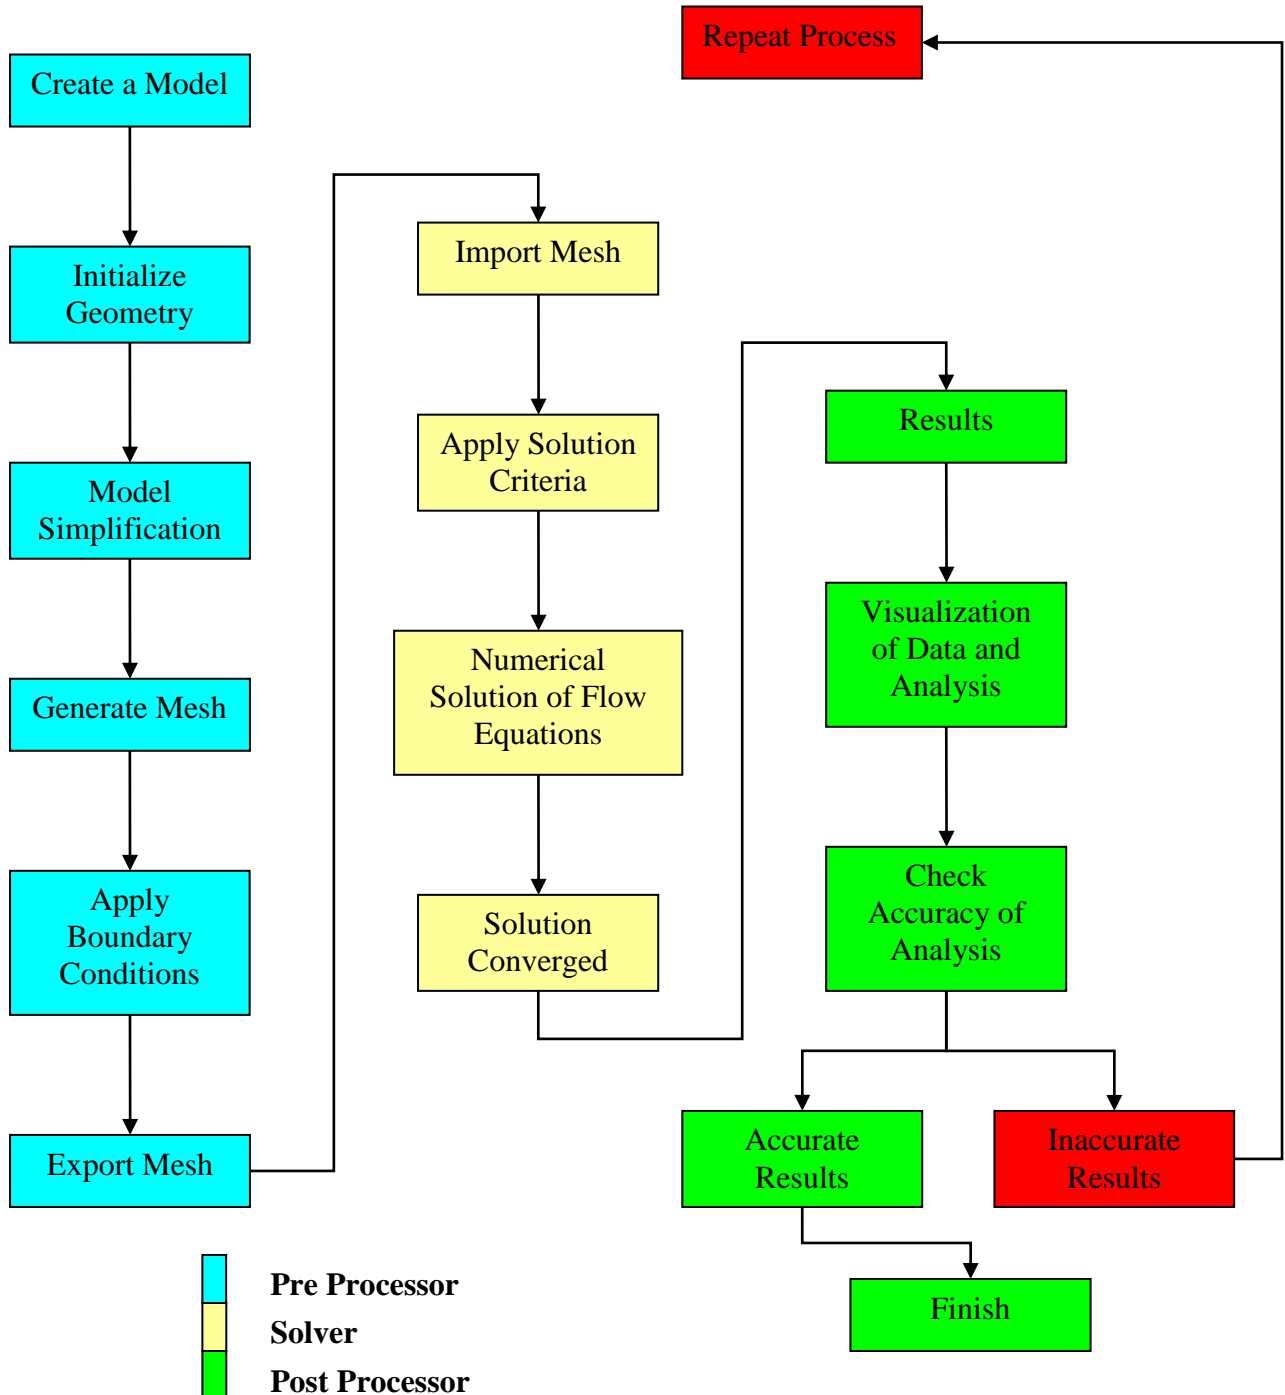 Repeat Process
Create a Model
Initialize
Geometry
Model
Simplification
Generate Mesh
Apply
Boundary
Conditions
Export Mesh
Import Mesh
Apply Solution
Criteria
Numerical
Solution of Flow
Equations
Solution
Converged
Results
Visualization
of Data and
Analysis
Check
Accuracy of
Analysis
Accurate
Results
Inaccurate
Results
Finish
Pre Processor
Solver
Post Processor